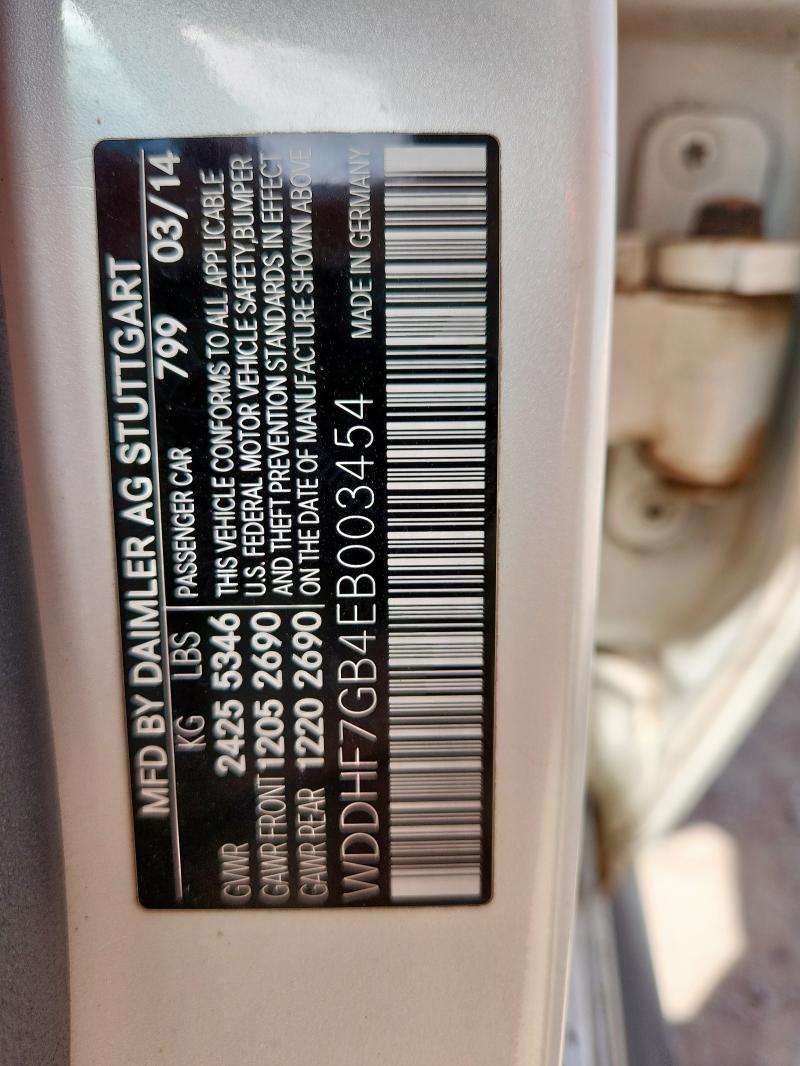 MFD BY DAIMLER AG STUTTGART
KG LBS PASSENGER CAR 799 03/14
GVWR 2425 5346 THIS VEHICLE CONFORMS TO ALL APPLICABLE
U.S. FEDERAL MOTOR VEHICLE SAFETY,BUMPER
GAWR FRONT 1205 2690 AND THEFT PREVENTION STANDARDS IN EFFECT
GAWR REAR 1220 2690 ON THE DATE OF MANUFACTURE SHOWN ABOVE
WDDHF7GB4EB003454 MADE IN GERMANY